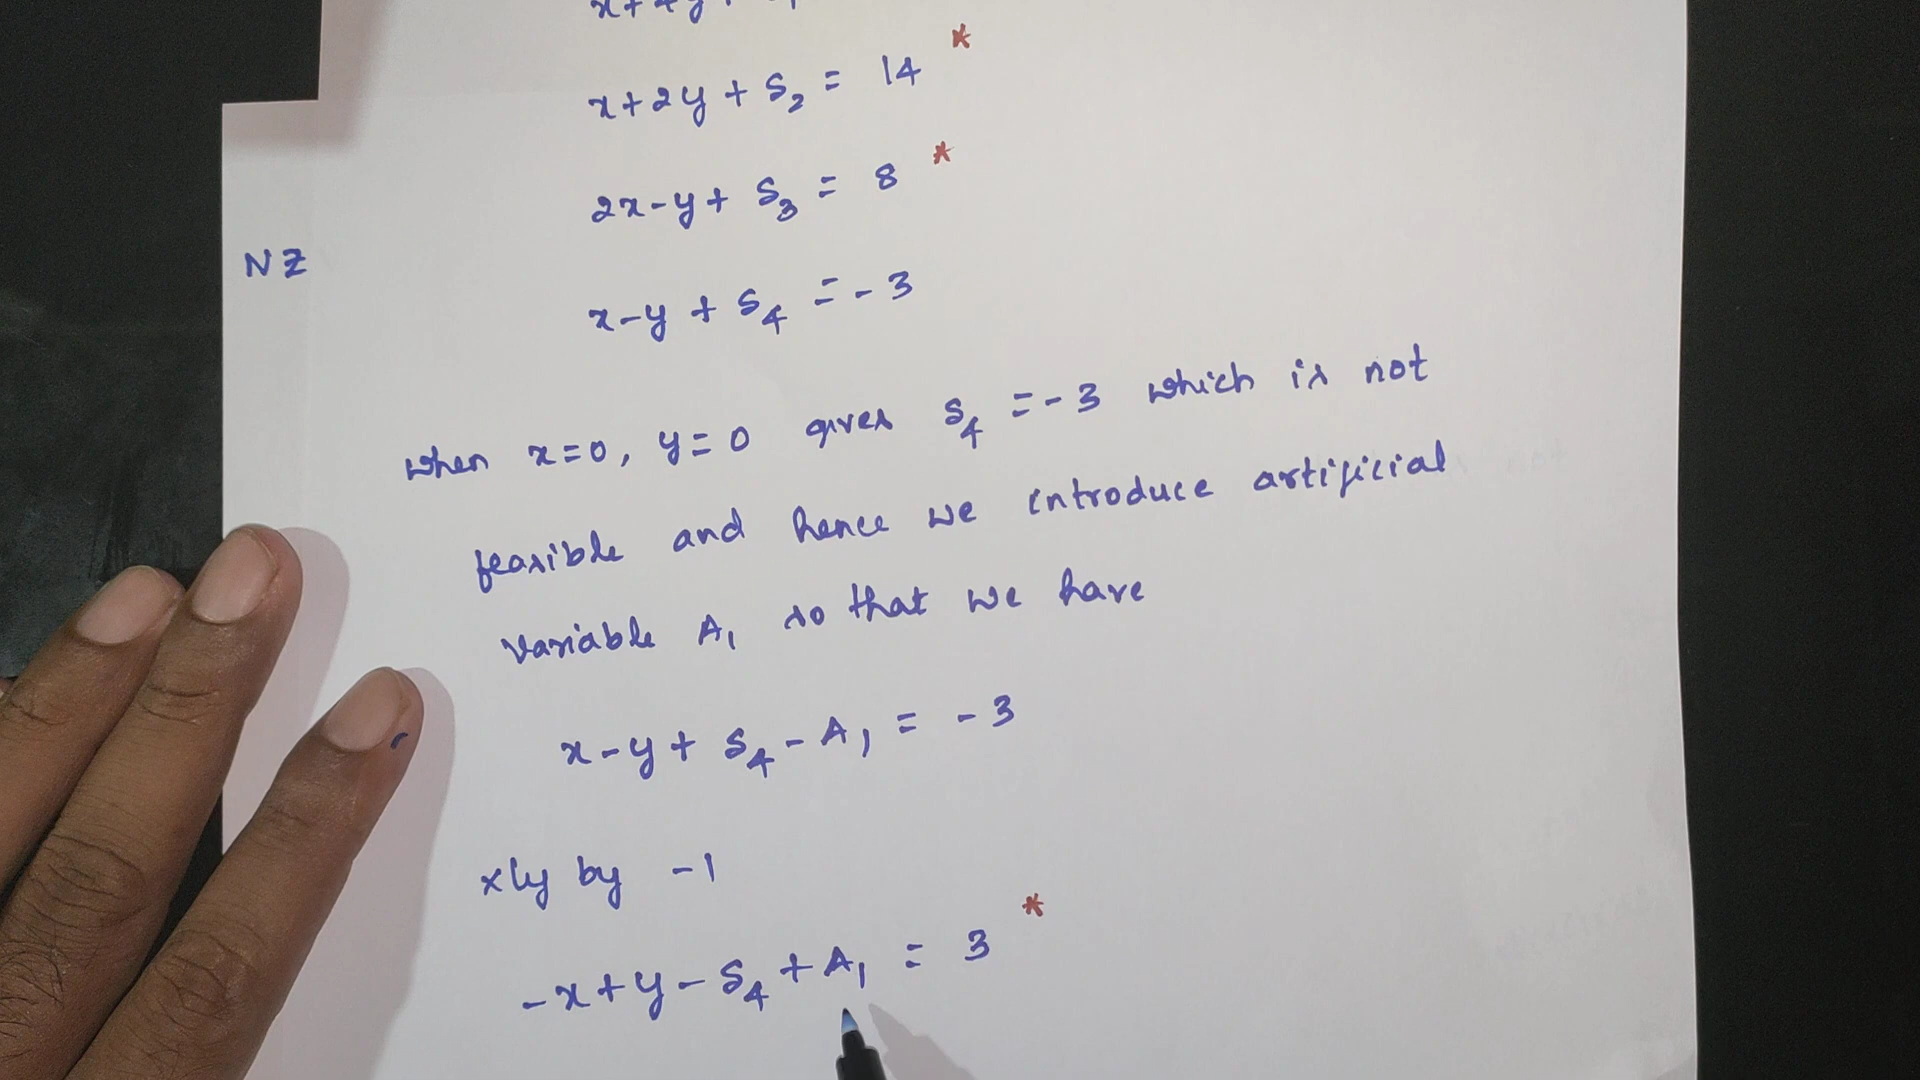 x+2y+S₂ = 14 *
2x-y+ S₃ = 8 *
NZ
x-y+S₄ = -3
when x=0, y=0 gives S₄ = -3 which is not
feasible and hence we introduce artificial
variable A₁ so that we have
x-y+S₄-A₁ = -3
xly by -1
-x+y-S₄+A₁ = 3 *